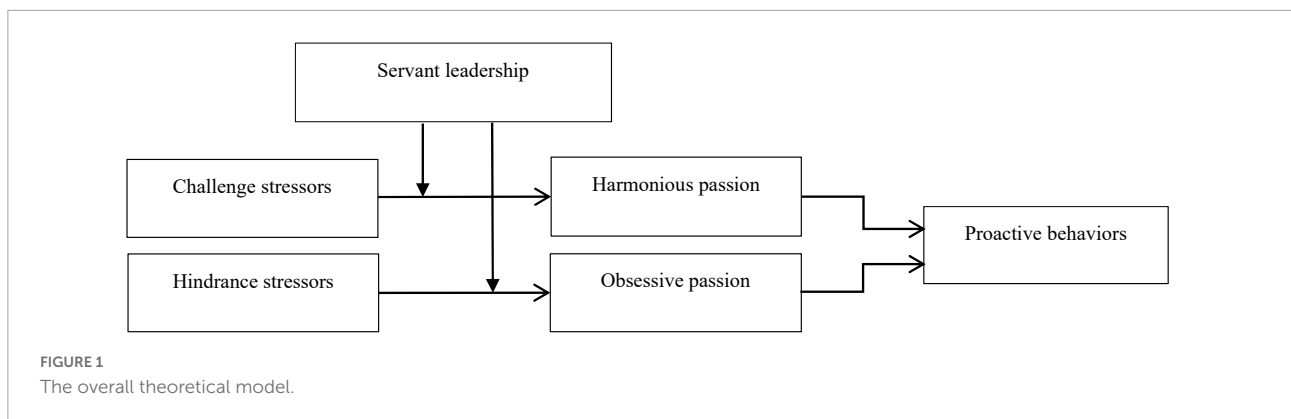 Servant leadership
Challenge stressors
Harmonious passion
Proactive behaviors
Hindrance stressors
Obsessive passion
FIGURE 1
The overall theoretical model.